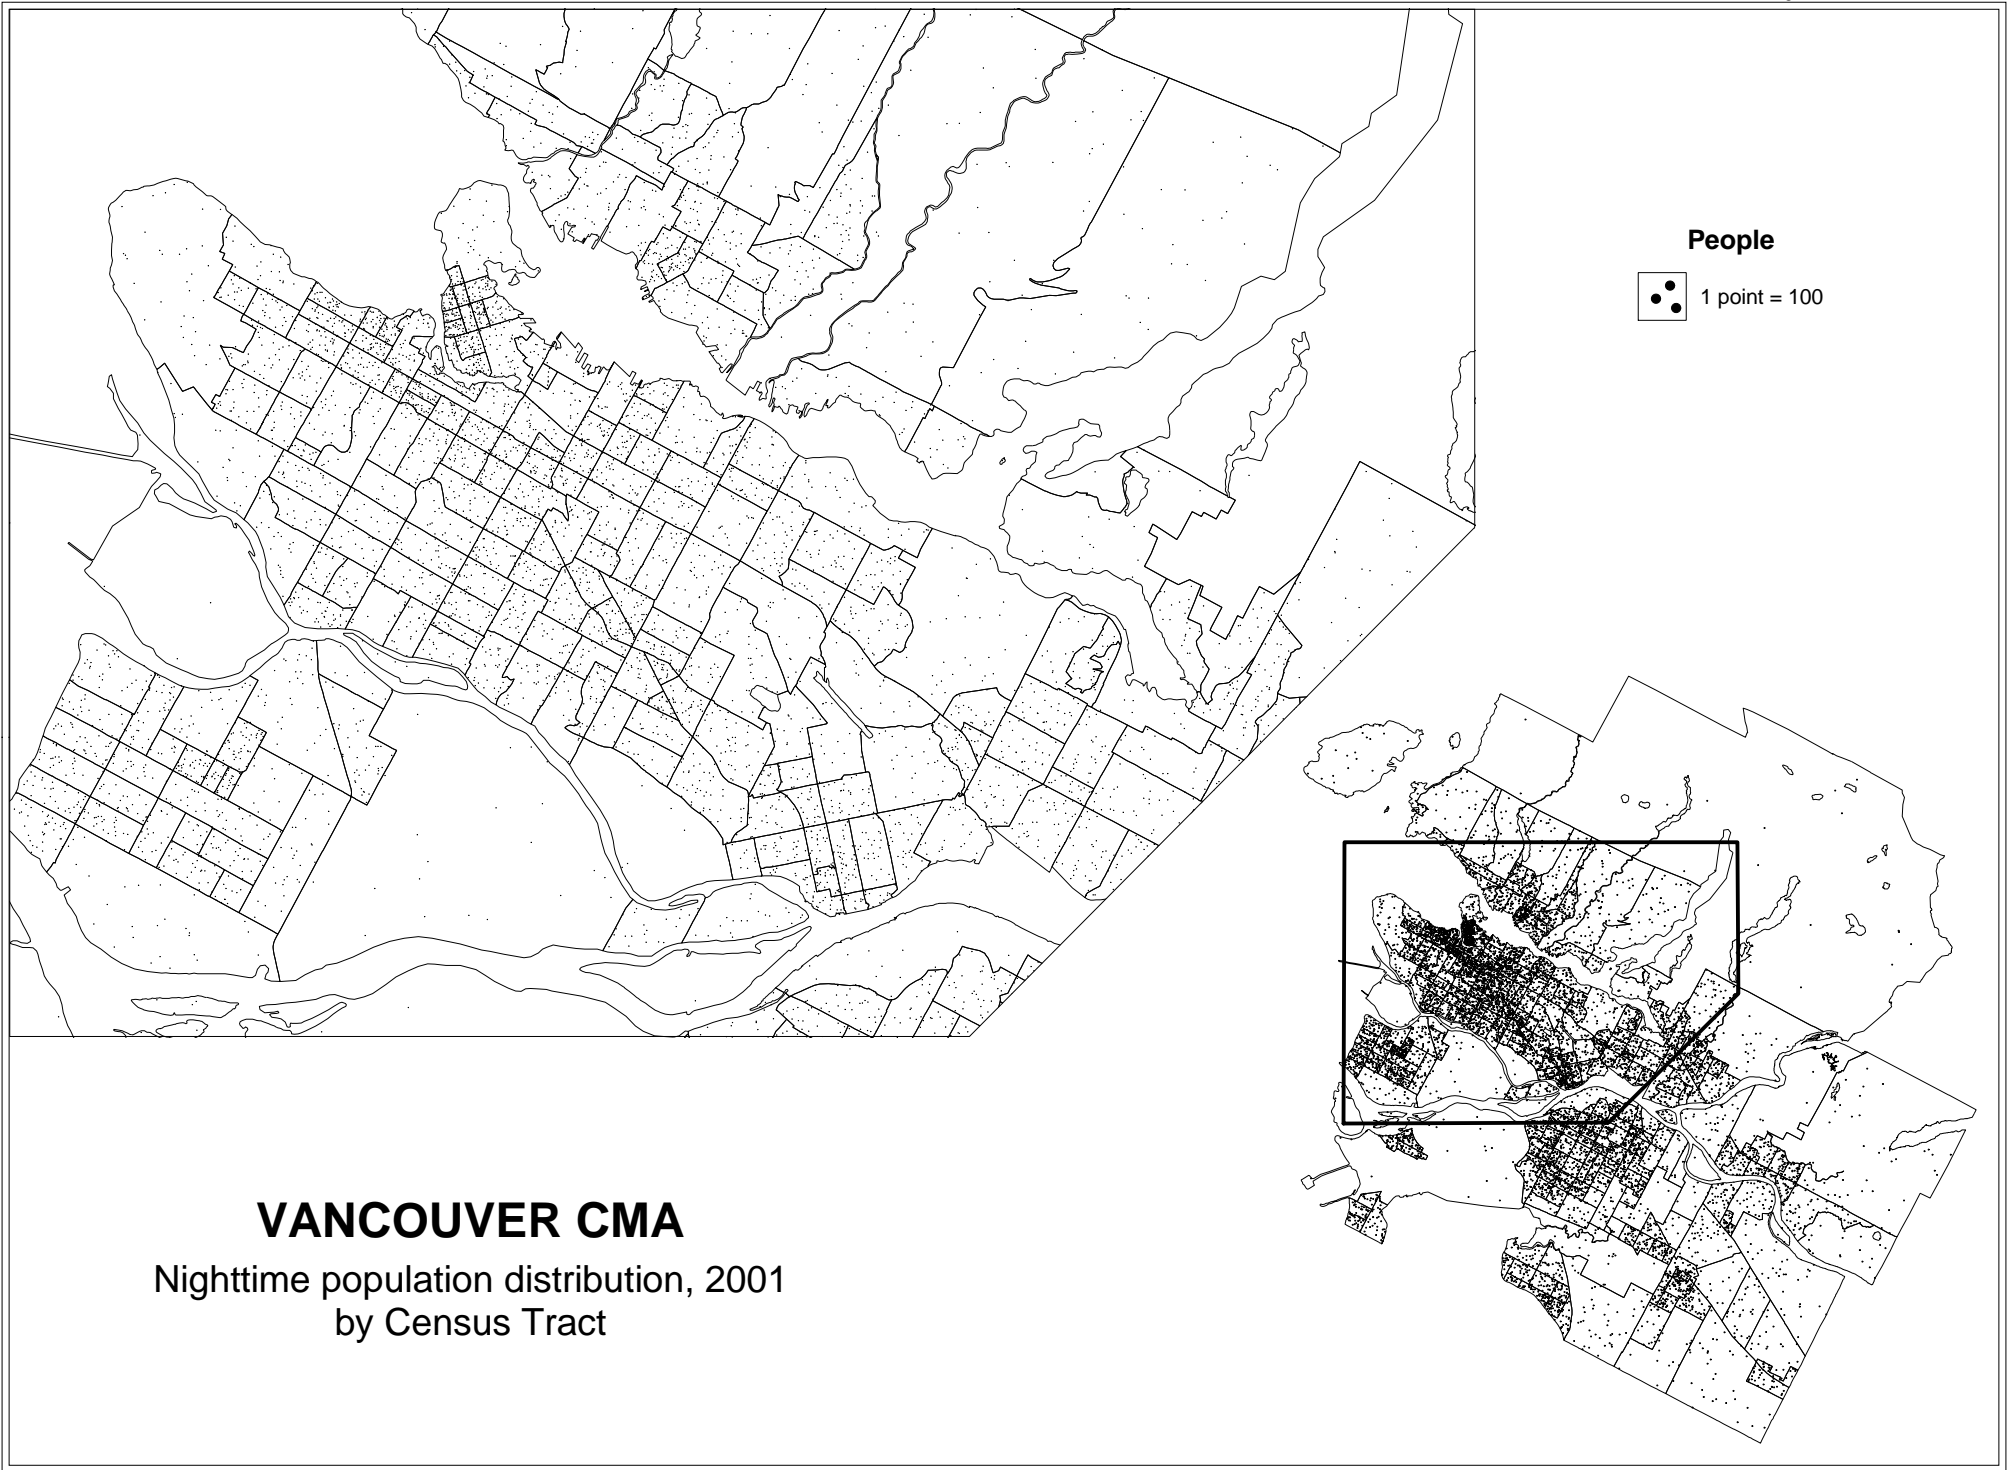 People
1 point = 100
VANCOUVER CMA
Nighttime population distribution, 2001
by Census Tract